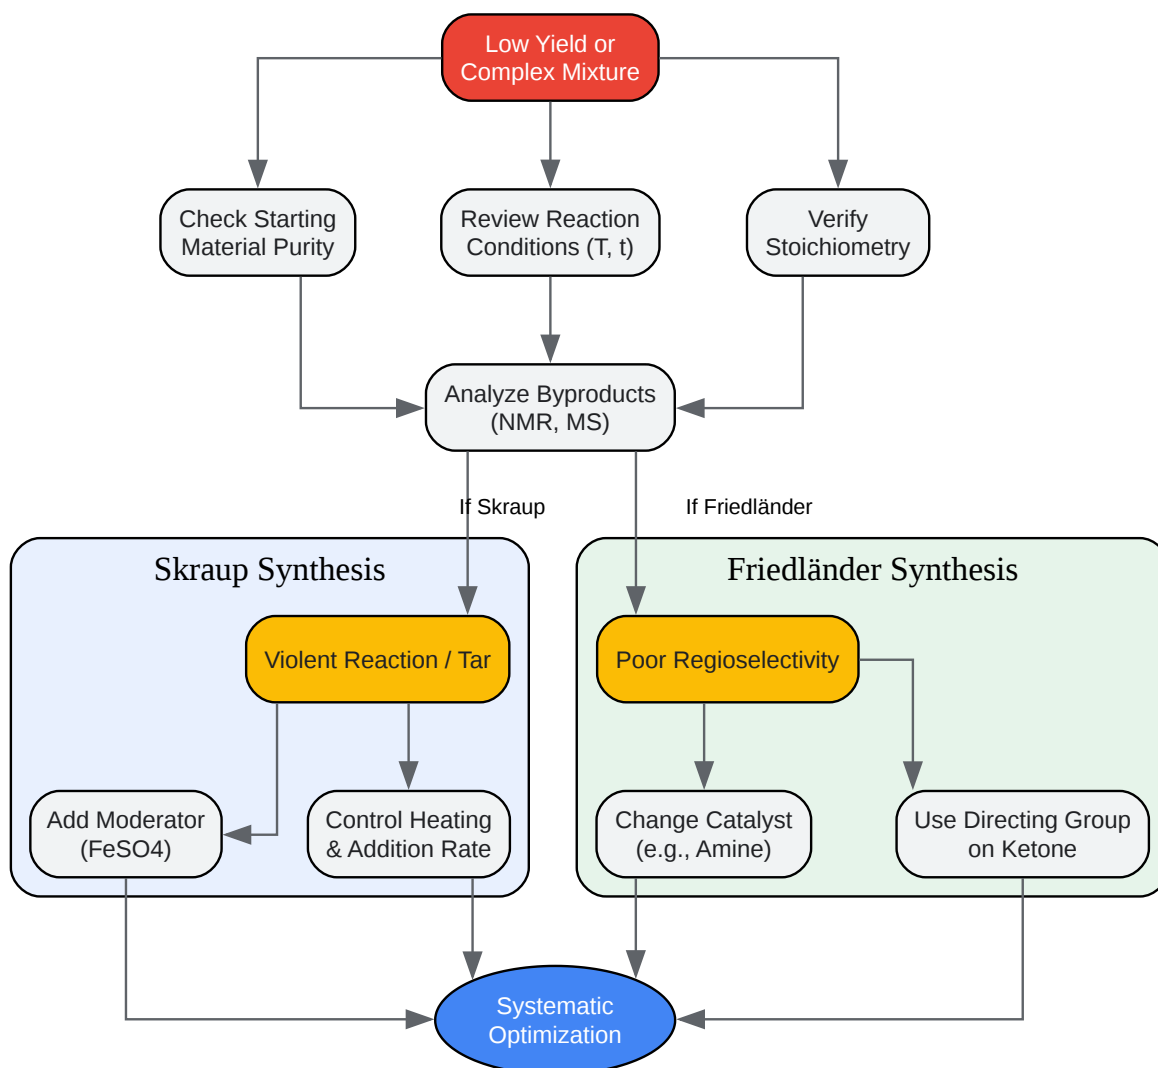 Low Yield or
Complex Mixture
Check Starting
Material Purity
Review Reaction
Conditions (T, t)
Verify
Stoichiometry
Analyze Byproducts
(NMR, MS)
If Skraup
If Friedländer
Skraup Synthesis
Friedländer Synthesis
Violent Reaction / Tar
Poor Regioselectivity
Add Moderator
(FeSO4)
Control Heating
& Addition Rate
Change Catalyst
(e.g., Amine)
Use Directing Group
on Ketone
Systematic
Optimization